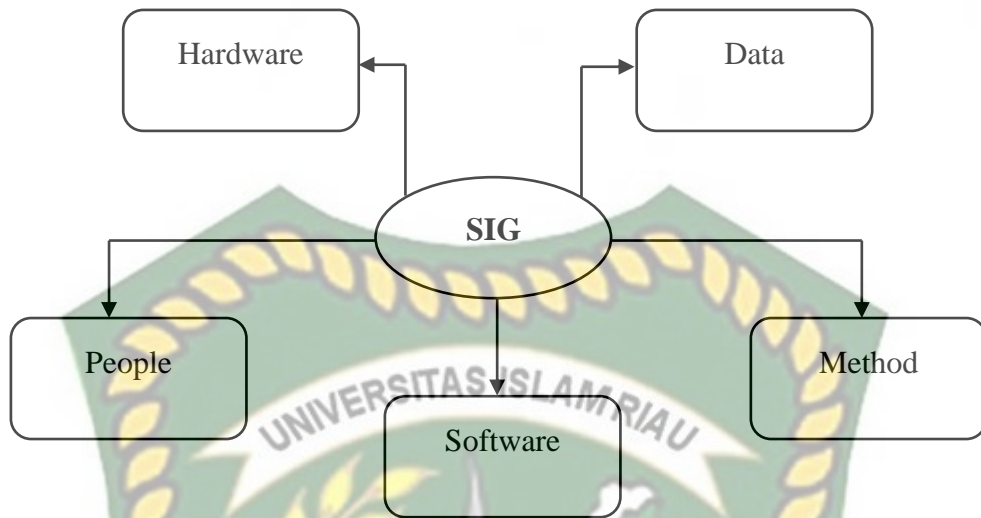 Hardware
Data
SIG
People
Method
UNIVERSITAS ISLAM RIAU
Software